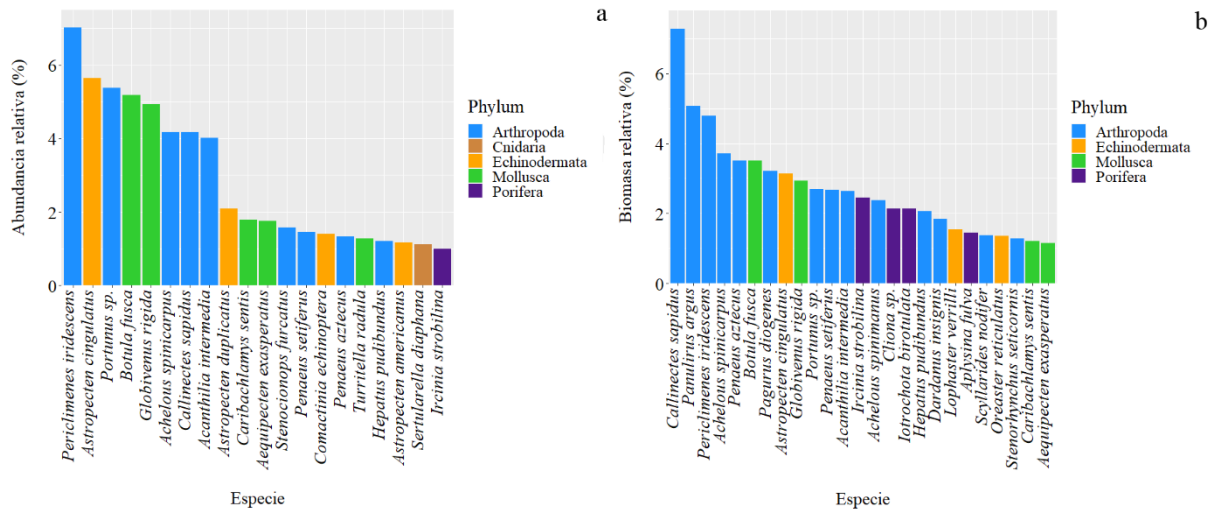 a
Abundancia relativa (%)
6
4
2
0
Periclimenes iridescens
Astropecten cingulatus
Portunus sp.
Botula fusca
Globivenus rigida
Achelous spinicarpus
Callinectes sapidus
Acanthilia intermedia
Astropecten duplicatus
Caribachlamys sentis
Aequipecten exasperatus
Stenocionops furcatus
Penaeus setiferus
Comactinia echinoptera
Penaeus aztecus
Turritella radula
Hepatus pudibundus
Astropecten americanus
Sertularella diaphana
Ircinia strobilina
Especie
Phylum
Arthropoda
Cnidaria
Echinodermata
Mollusca
Porifera
b
Biomasa relativa (%)
6
4
2
0
Callinectes sapidus
Panulirus argus
Periclimenes iridescens
Achelous spinicarpus
Penaeus aztecus
Botula fusca
Pagurus diogenes
Astropecten cingulatus
Globivenus rigida
Portunus sp.
Penaeus setiferus
Acanthilia intermedia
Ircinia strobilina
Achelous spinimanus
Cliona sp.
Iotrochota birotulata
Hepatus pudibundus
Dardanus insignis
Lophaster verrilli
Aplysina fulva
Scyllarides nodifer
Oreaster reticulatus
Stenorhynchus seticornis
Caribachlamys sentis
Aequipecten exasperatus
Especie
Phylum
Arthropoda
Echinodermata
Mollusca
Porifera